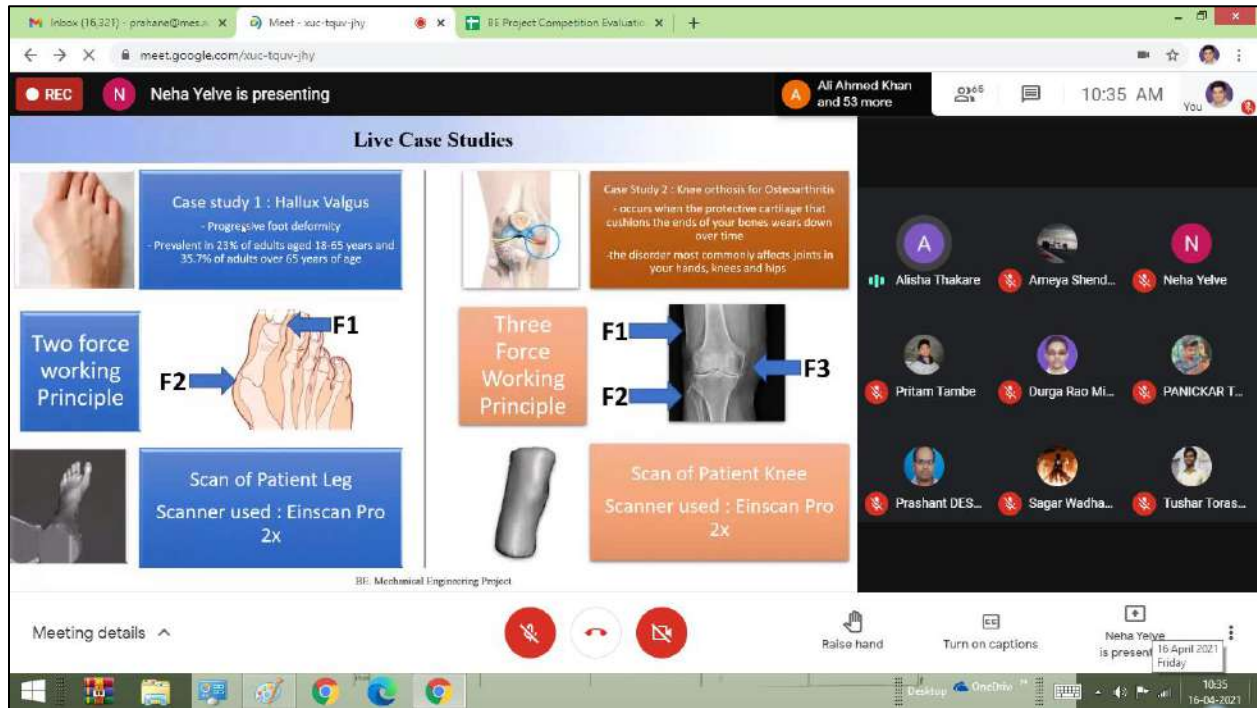 Inbox (16,321) - prahane@mes.a
Meet - xuc-tquv-jhy
BE Project Competition Evaluatio
meet.google.com/xuc-tquv-jhy
REC
N
Neha Yelve is presenting
A
Ali Ahmed Khan
and 53 more
65
10:35 AM
You
Live Case Studies
Case study 1 : Hallux Valgus
- Progressive foot deformity
- Prevalent in 23% of adults aged 18-65 years and
35.7% of adults over 65 years of age
Two force
working
Principle
F1
F2
Scan of Patient Leg
Scanner used : Einscan Pro
2x
Case Study 2 : Knee orthosis for Osteoarthritis
- occurs when the protective cartilage that
cushions the ends of your bones wears down
over time
-the disorder most commonly affects joints in
your hands, knees and hips
Three
Force
Working
Principle
F1
F2
F3
Scan of Patient Knee
Scanner used : Einscan Pro
2x
BE. Mechanical Engineering Project
A
N
Alisha Thakare
Ameya Shend...
Neha Yelve
Pritam Tambe
Durga Rao Mi...
PANICKAR T...
Prashant DES...
Sagar Wadha...
Tushar Toras...
Meeting details
Raise hand
CC
Turn on captions
Neha Yelve
is present
16 April 2021
Friday
Desktop
OneDrive
10:35
16-04-2021